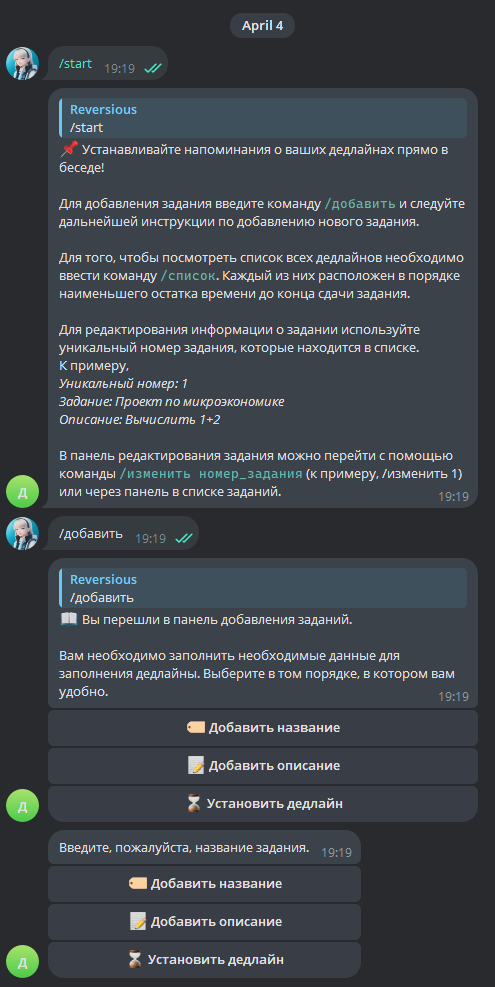 April 4
/start 19:19
Reversious
/start
📌 Устанавливайте напоминания о ваших дедлайнах прямо в
беседе!
Для добавления задания введите команду /добавить и следуйте
дальнейшей инструкции по добавлению нового задания.
Для того, чтобы посмотреть список всех дедлайнов необходимо
ввести команду /список. Каждый из них расположен в порядке
наименьшего остатка времени до конца сдачи задания.
Для редактирования информации о задании используйте
уникальный номер задания, которые находится в списке.
К примеру,
Уникальный номер: 1
Задание: Проект по микроэкономике
Описание: Вычислить 1+2
В панель редактирования задания можно перейти с помощью
команды /изменить номер_задания (к примеру, /изменить 1)
или через панель в списке заданий. 19:19
Д
/добавить 19:19
Reversious
/добавить
📖 Вы перешли в панель добавления заданий.
Вам необходимо заполнить необходимые данные для
заполнения дедлайны. Выберите в том порядке, в котором вам
удобно. 19:19
🏷 Добавить название
📝 Добавить описание
⏳ Установить дедлайн
Д
Введите, пожалуйста, название задания. 19:19
🏷 Добавить название
📝 Добавить описание
⏳ Установить дедлайн
Д